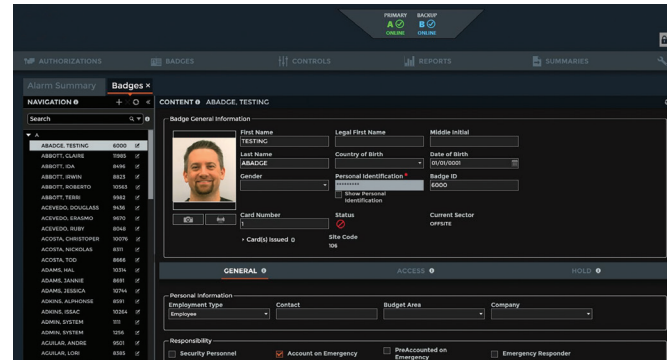 PRIMARY BACKUP
A B
ONLINE ONLINE
AUTHORIZATIONS BADGES CONTROLS REPORTS SUMMARIES
Alarm Summary Badges ×
NAVIGATION + «
CONTENT ABADGE, TESTING
Search
A
ABADGE, TESTING 6000
ABBOTT, CLAIRE 11985
ABBOTT, IDA 8496
ABBOTT, IRWIN 8823
ABBOTT, ROBERTO 10563
ABBOTT, TERRI 9982
ACEVEDO, DOUGLASS 9436
ACEVEDO, ERASMO 9670
ACEVEDO, RUBY 8048
ACOSTA, CHRISTOPER 10076
ACOSTA, NICKOLAS 8311
ACOSTA, TOD 8666
ADAMS, HAL 10314
ADAMS, JANNIE 8691
ADAMS, JESSICA 10744
ADKINS, ALPHONSE 8591
ADKINS, ISSAC 10264
ADMIN, SYSTEM 1111
ADMIN, SYSTEM 1256
AGUILAR, ANDRE 9501
AGUILAR, LORI 8385
Badge General Information
First Name Legal First Name Middle Initial
TESTING
Last Name Country of Birth Date of Birth
ABADGE 01/01/0001
Gender Personal Identification * Badge ID
********* 6000
Show Personal
Identification
Card Number Status Current Sector
1 OFFSITE
Card(s) Issued 0 Site Code
106
GENERAL ACCESS HOLD
Personal Information
Employment Type Contact Budget Area Company
Employee
Responsibility
Security Personnel Account on Emergency PreAccounted on
Emergency Emergency Responder